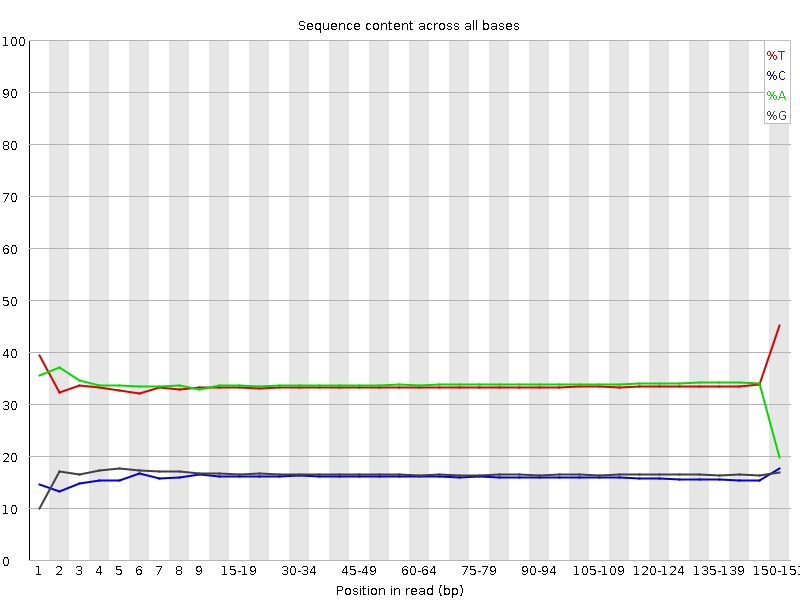 Sequence content across all bases
100
90
80
70
60
50
40
30
20
10
0
%T
%C
%A
%G
1 2 3 4 5 6 7 8 9 15-19 30-34 45-49 60-64 75-79 90-94 105-109 120-124 135-139 150-151
Position in read (bp)